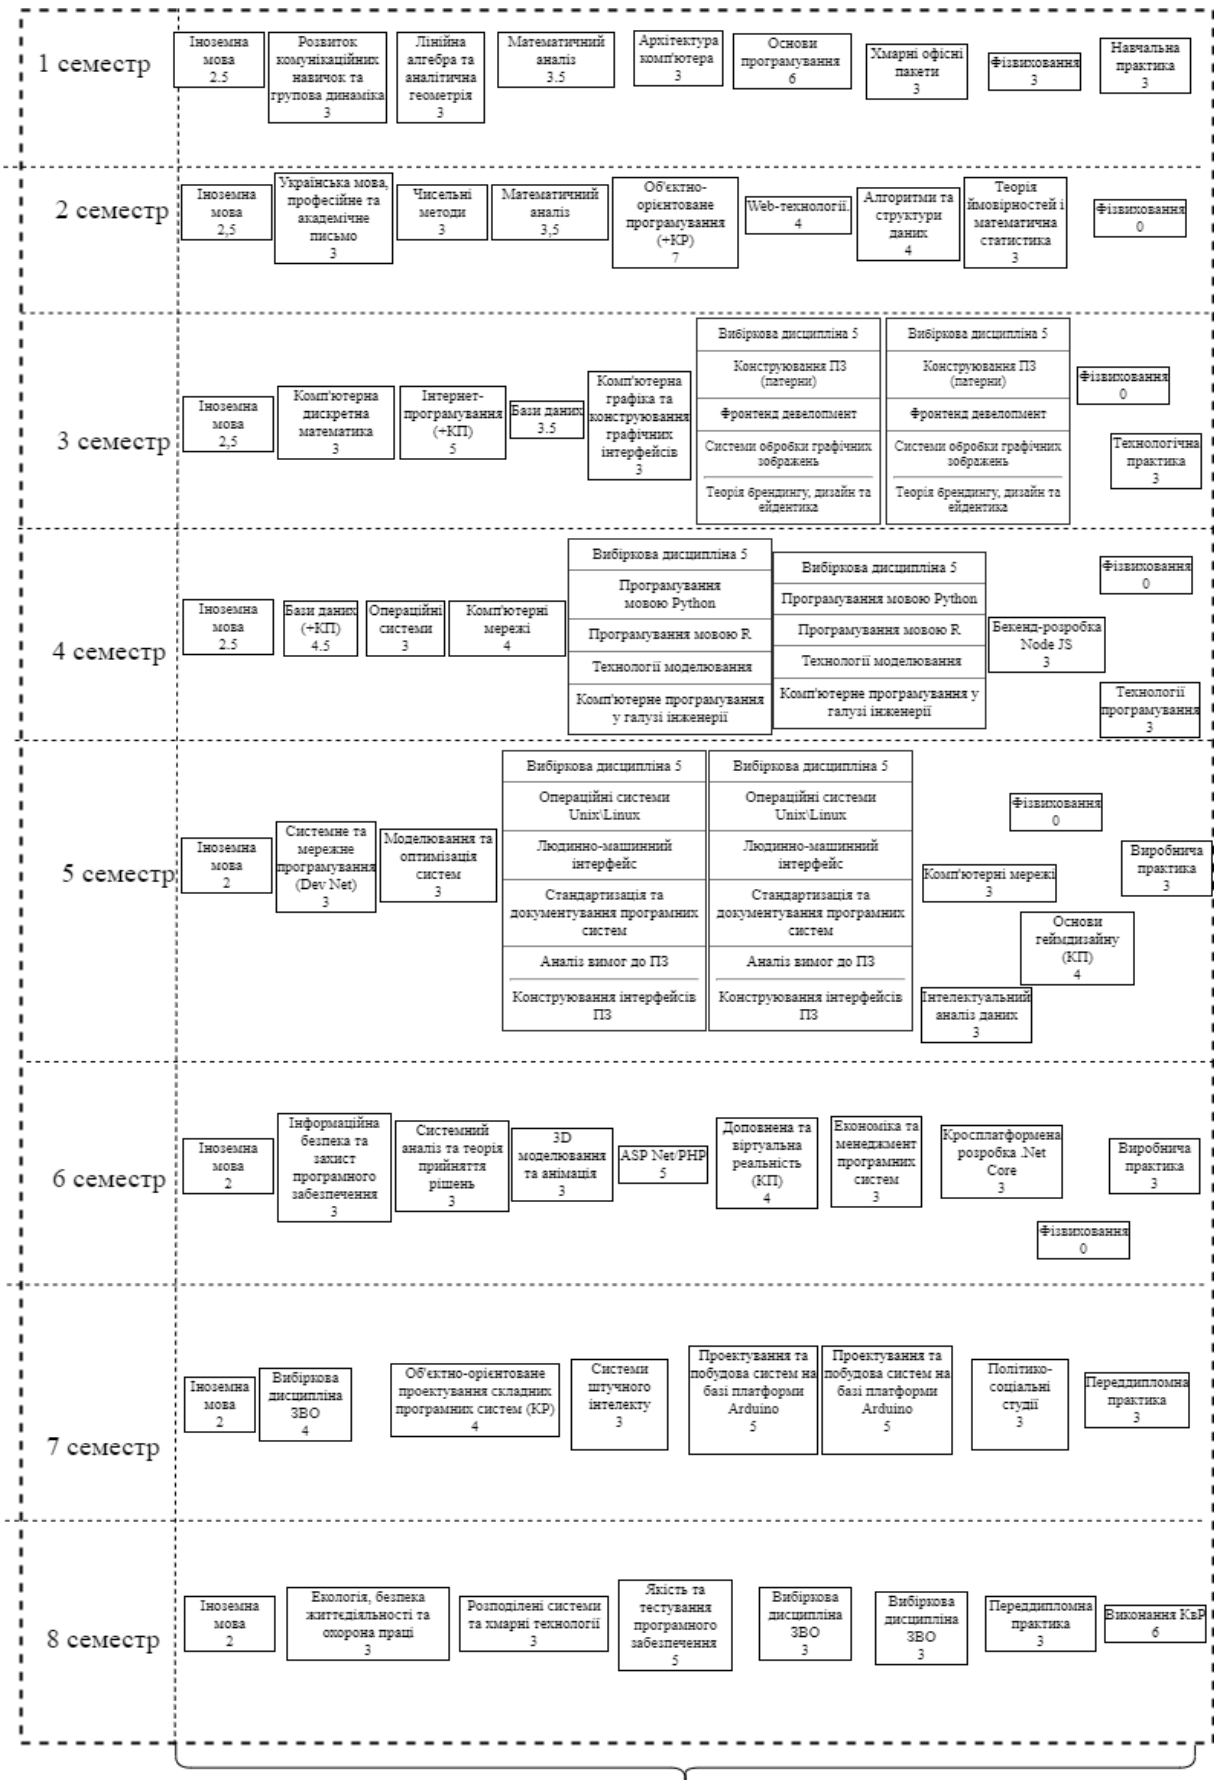 1 семестр
Іноземна
мова
2.5
Розвиток
комунікаційних
навичок та
групова динаміка
3
Лінійна
алгебра та
аналітична
геометрія
3
Математичний
аналіз
3.5
Архітектура
комп'ютера
3
Основи
програмування
6
Хмарні офісні
пакети
3
Фізвиховання
3
Навчальна
практика
3
2 семестр
Іноземна
мова
2,5
Українська мова,
професійне та
академічне
письмо
3
Чисельні
методи
3
Математичний
аналіз
3,5
Об'єктно-
орієнтоване
програмування
(+КР)
7
Web-технології.
4
Алгоритми та
структури
даних
4
Теорія
ймовірностей і
математична
статистика
3
Фізвиховання
0
3 семестр
Іноземна
мова
2,5
Комп'ютерна
дискретна
математика
3
Інтернет-
програмування
(+КП)
5
Бази даних
3.5
Комп'ютерна
графіка та
конструювання
графічних
інтерфейсів
3
Вибіркова дисципліна 5
Конструювання ПЗ
(патерни)
Фронтенд девелопмент
Системи обробки графічних
зображень
Теорія брендингу, дизайн та
ейдентика
Вибіркова дисципліна 5
Конструювання ПЗ
(патерни)
Фронтенд девелопмент
Системи обробки графічних
зображень
Теорія брендингу, дизайн та
ейдентика
Фізвиховання
0
Технологічна
практика
3
4 семестр
Іноземна
мова
2.5
Бази даних
(+КП)
4.5
Операційні
системи
3
Комп'ютерні
мережі
4
Вибіркова дисципліна 5
Програмування
мовою Python
Програмування мовою R
Технології моделювання
Комп'ютерне програмування
у галузі інженерії
Вибіркова дисципліна 5
Програмування мовою Python
Програмування мовою R
Технології моделювання
Комп'ютерне програмування у
галузі інженерії
Бекенд-розробка
Node JS
3
Фізвиховання
0
Технології
програмування
3
5 семестр
Іноземна
мова
2
Системне та
мережне
програмування
(Dev Net)
3
Моделювання та
оптимізація
систем
3
Вибіркова дисципліна 5
Операційні системи
Unix\Linux
Людинно-машинний
інтерфейс
Стандартизація та
документування програмних
систем
Аналіз вимог до ПЗ
Конструювання інтерфейсів
ПЗ
Вибіркова дисципліна 5
Операційні системи
Unix\Linux
Людинно-машинний
інтерфейс
Стандартизація та
документування програмних
систем
Аналіз вимог до ПЗ
Конструювання інтерфейсів
ПЗ
Фізвиховання
0
Комп'ютерні мережі
3
Виробнича
практика
3
Основи
геймдизайну
(КП)
4
Інтелектуальний
аналіз даних
3
6 семестр
Іноземна
мова
2
Інформаційна
безпека та
захист
програмного
забезпечення
3
Системний
аналіз та теорія
прийняття
рішень
3
3D
моделювання
та анімація
3
ASP Net/PHP
5
Доповнена та
віртуальна
реальність
(КП)
4
Економіка та
менеджмент
програмних
систем
3
Кросплатформена
розробка .Net
Core
3
Виробнича
практика
3
Фізвиховання
0
7 семестр
Іноземна
мова
2
Вибіркова
дисципліна
ЗВО
4
Об'єктно-орієнтоване
проектування складних
програмних систем (КР)
4
Системи
штучного
інтелекту
3
Проектування та
побудова систем на
базі платформи
Arduino
5
Проектування та
побудова систем на
базі платформи
Arduino
5
Політико-
соціальні
студії
3
Переддипломна
практика
3
8 семестр
Іноземна
мова
2
Екологія, безпека
життєдіяльності та
охорона праці
3
Розподілені системи
та хмарні технології
3
Якість та
тестування
програмного
забезпечення
5
Вибіркова
дисципліна
ЗВО
3
Вибіркова
дисципліна
ЗВО
3
Переддипломна
практика
3
Виконання КвР
6